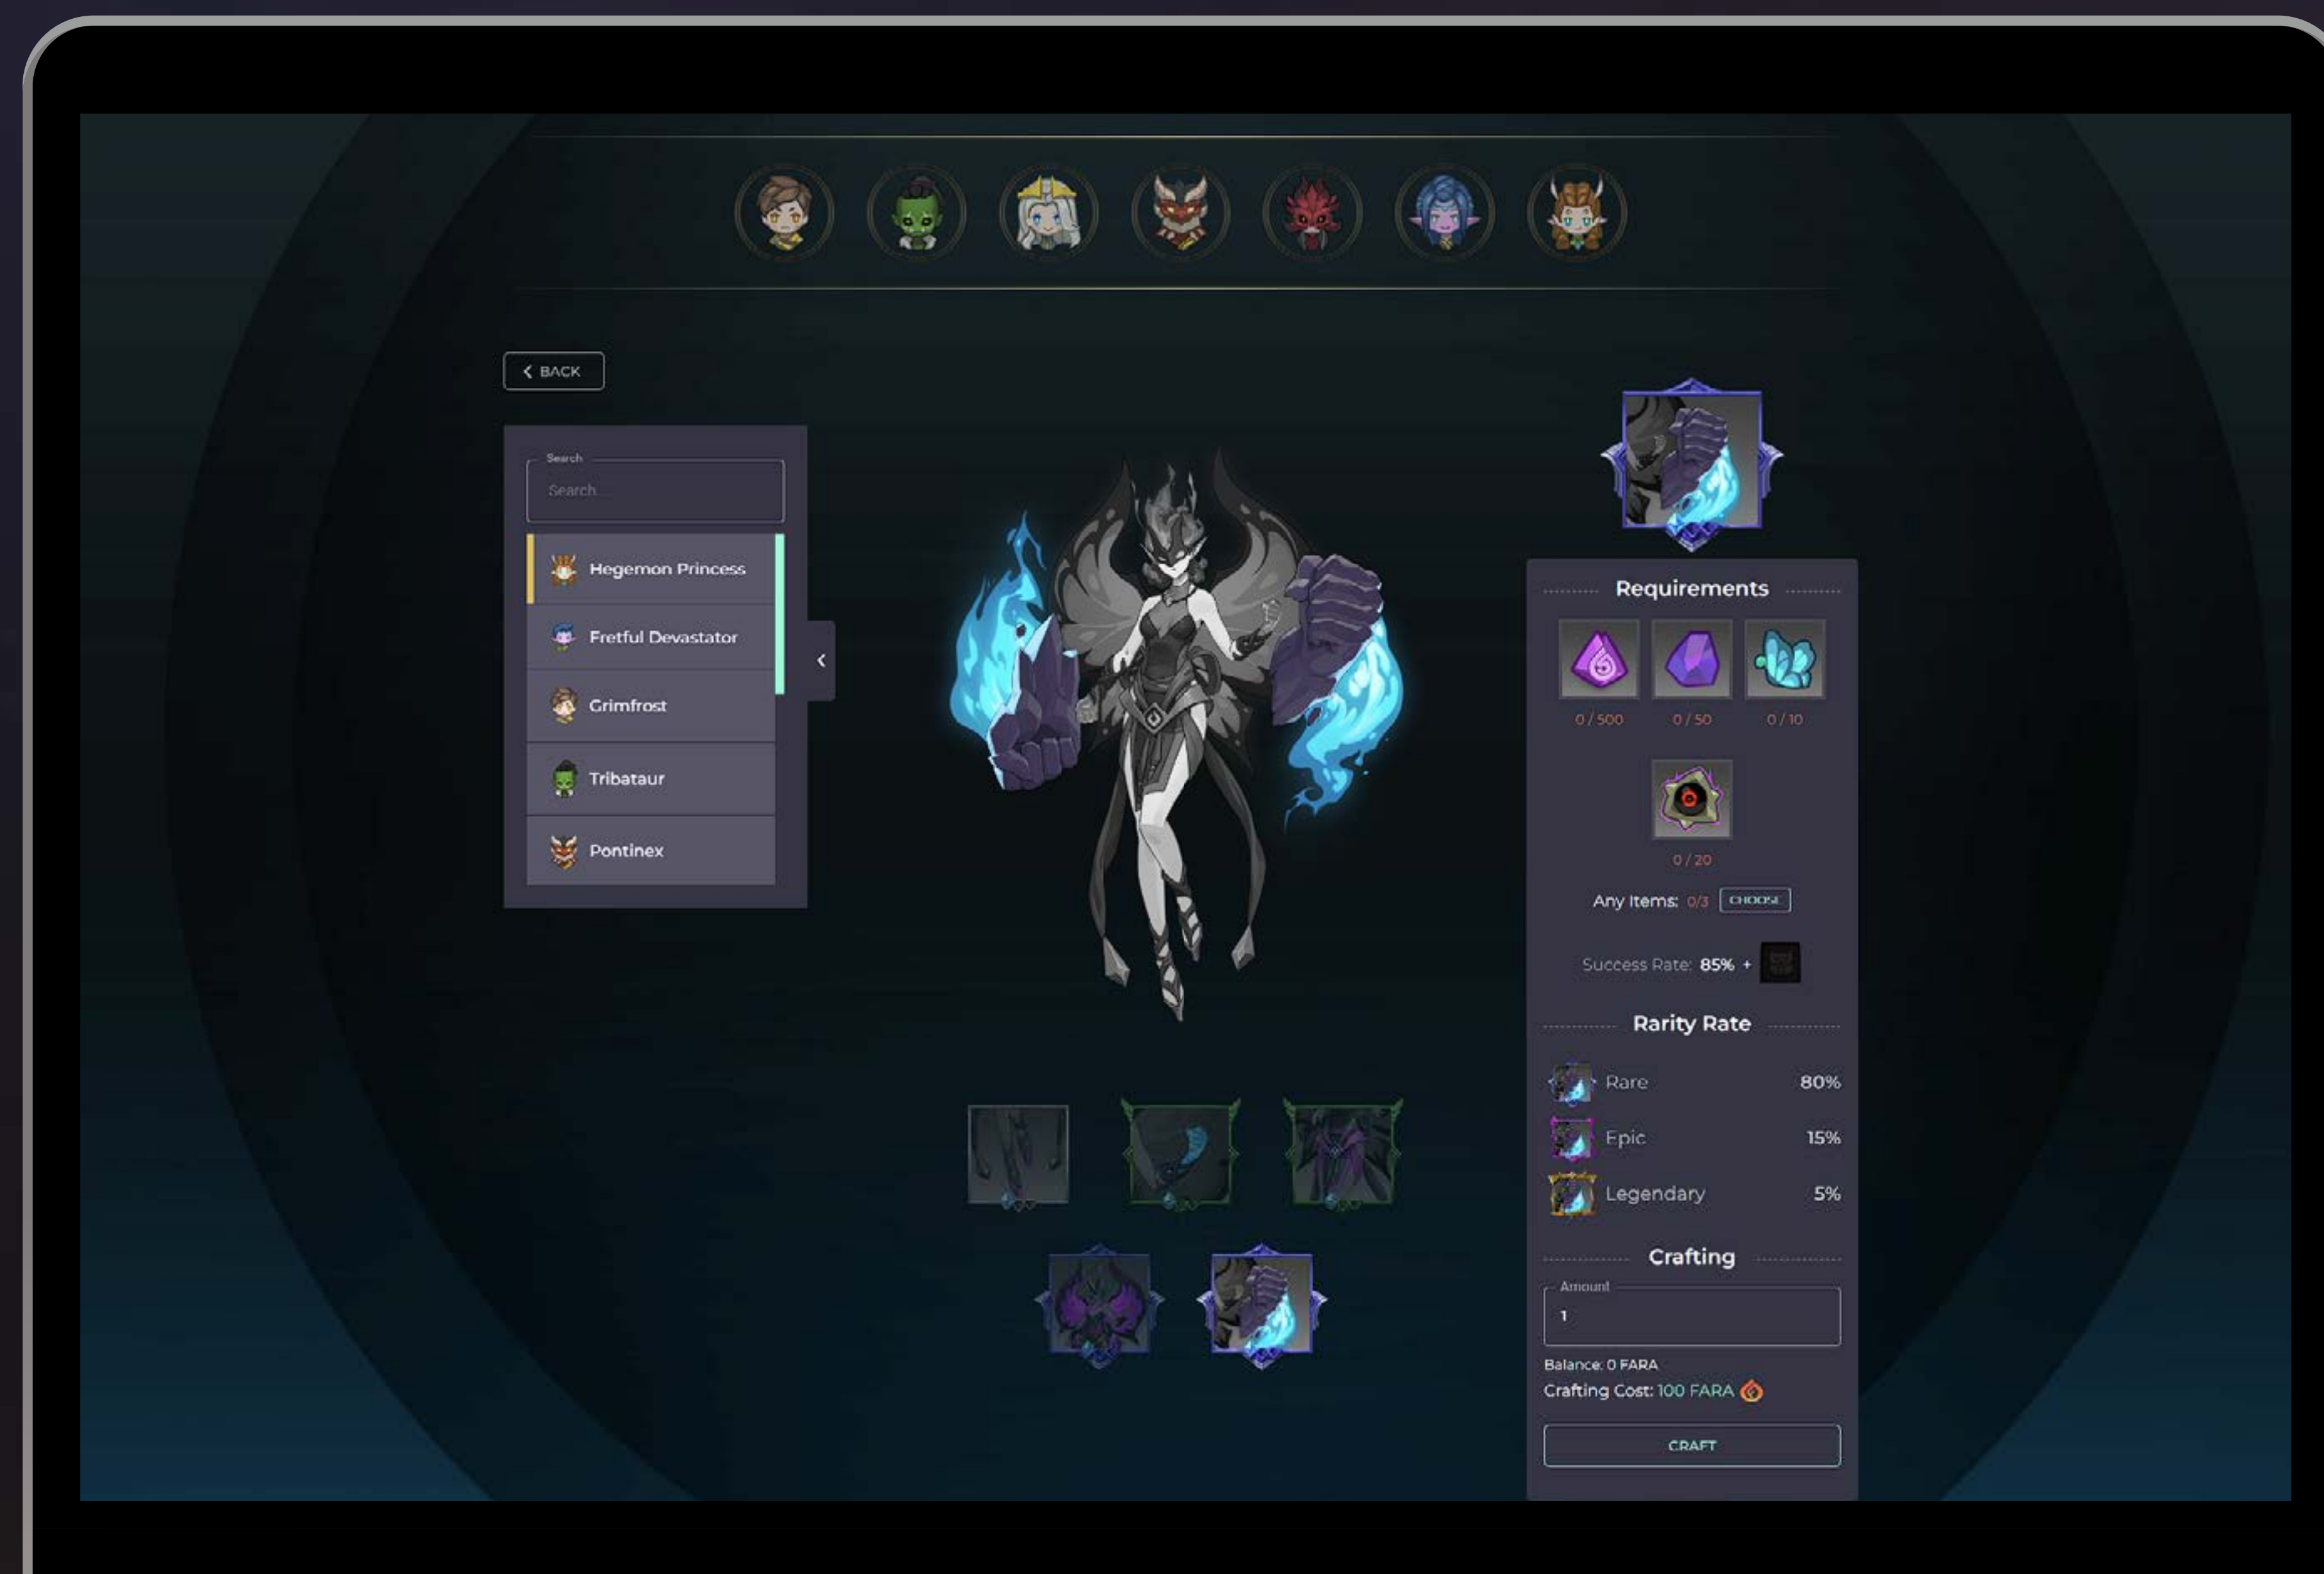 BACK
Search
Search...
Hegemon Princess
Fretful Devastator
Grimfrost
Tribataur
Pontinex
Requirements
0 / 500 0 / 50 0 / 10
0 / 20
Any Items: 0/3 CHOOSE
Success Rate: 85% +
Rarity Rate
Rare 80%
Epic 15%
Legendary 5%
Crafting
Amount
1
Balance: 0 FARA
Crafting Cost: 100 FARA
CRAFT